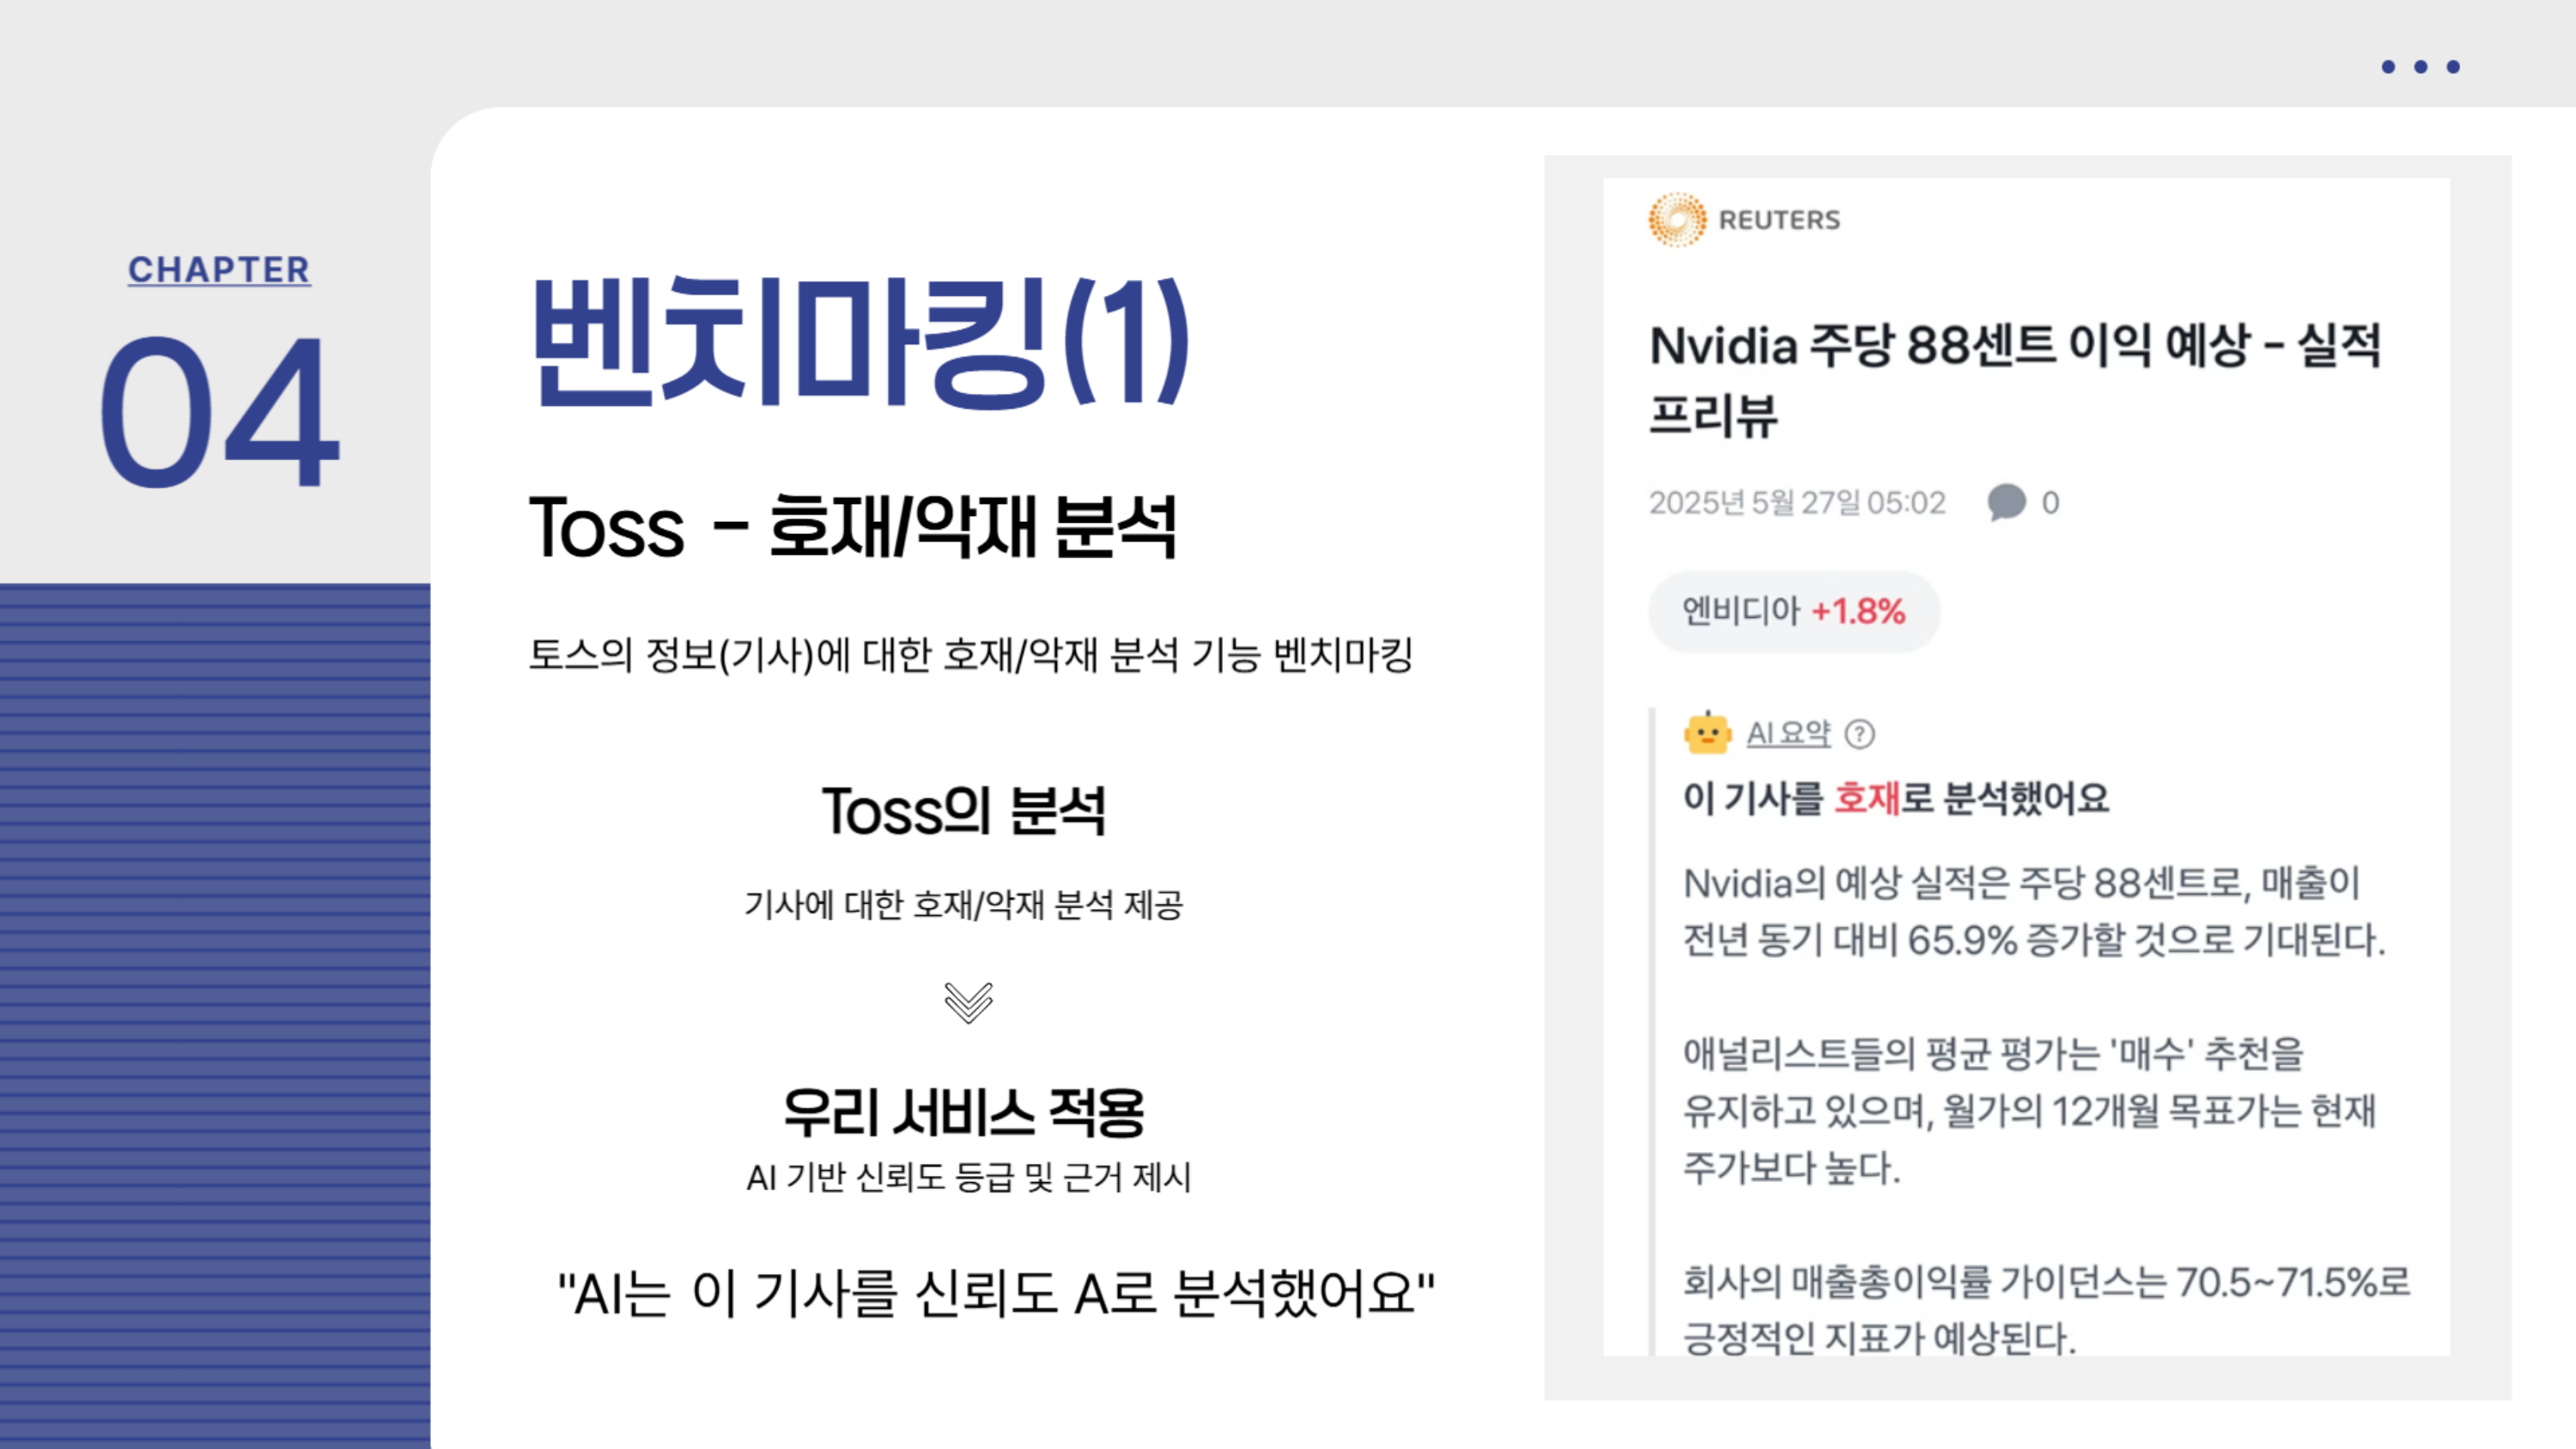 CHAPTER
04
벤치마킹(1)
Toss - 호재/악재 분석
토스의 정보(기사)에 대한 호재/악재 분석 기능 벤치마킹
Toss의 분석
기사에 대한 호재/악재 분석 제공
우리 서비스 적용
AI 기반 신뢰도 등급 및 근거 제시
"AI는 이 기사를 신뢰도 A로 분석했어요"
REUTERS
Nvidia 주당 88센트 이익 예상 - 실적
프리뷰
2025년 5월 27일 05:02 0
엔비디아 +1.8%
AI 요약 ?
이 기사를 호재로 분석했어요
Nvidia의 예상 실적은 주당 88센트로, 매출이
전년 동기 대비 65.9% 증가할 것으로 기대된다.
애널리스트들의 평균 평가는 '매수' 추천을
유지하고 있으며, 월가의 12개월 목표가는 현재
주가보다 높다.
회사의 매출총이익률 가이던스는 70.5~71.5%로
긍정적인 지표가 예상된다.